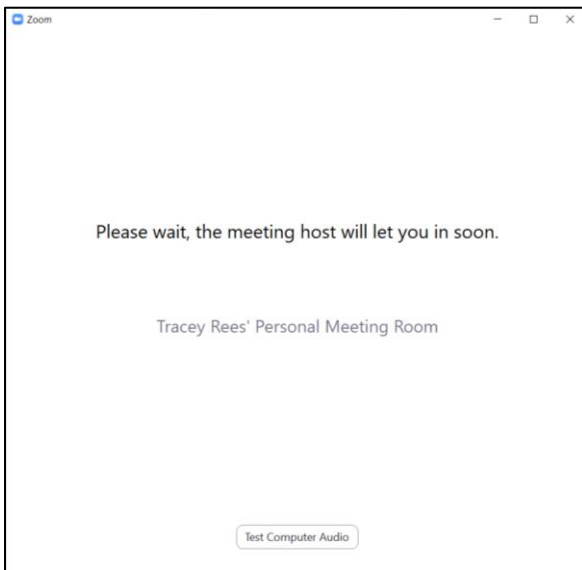 Zoom
Please wait, the meeting host will let you in soon.
Tracey Rees' Personal Meeting Room
Test Computer Audio